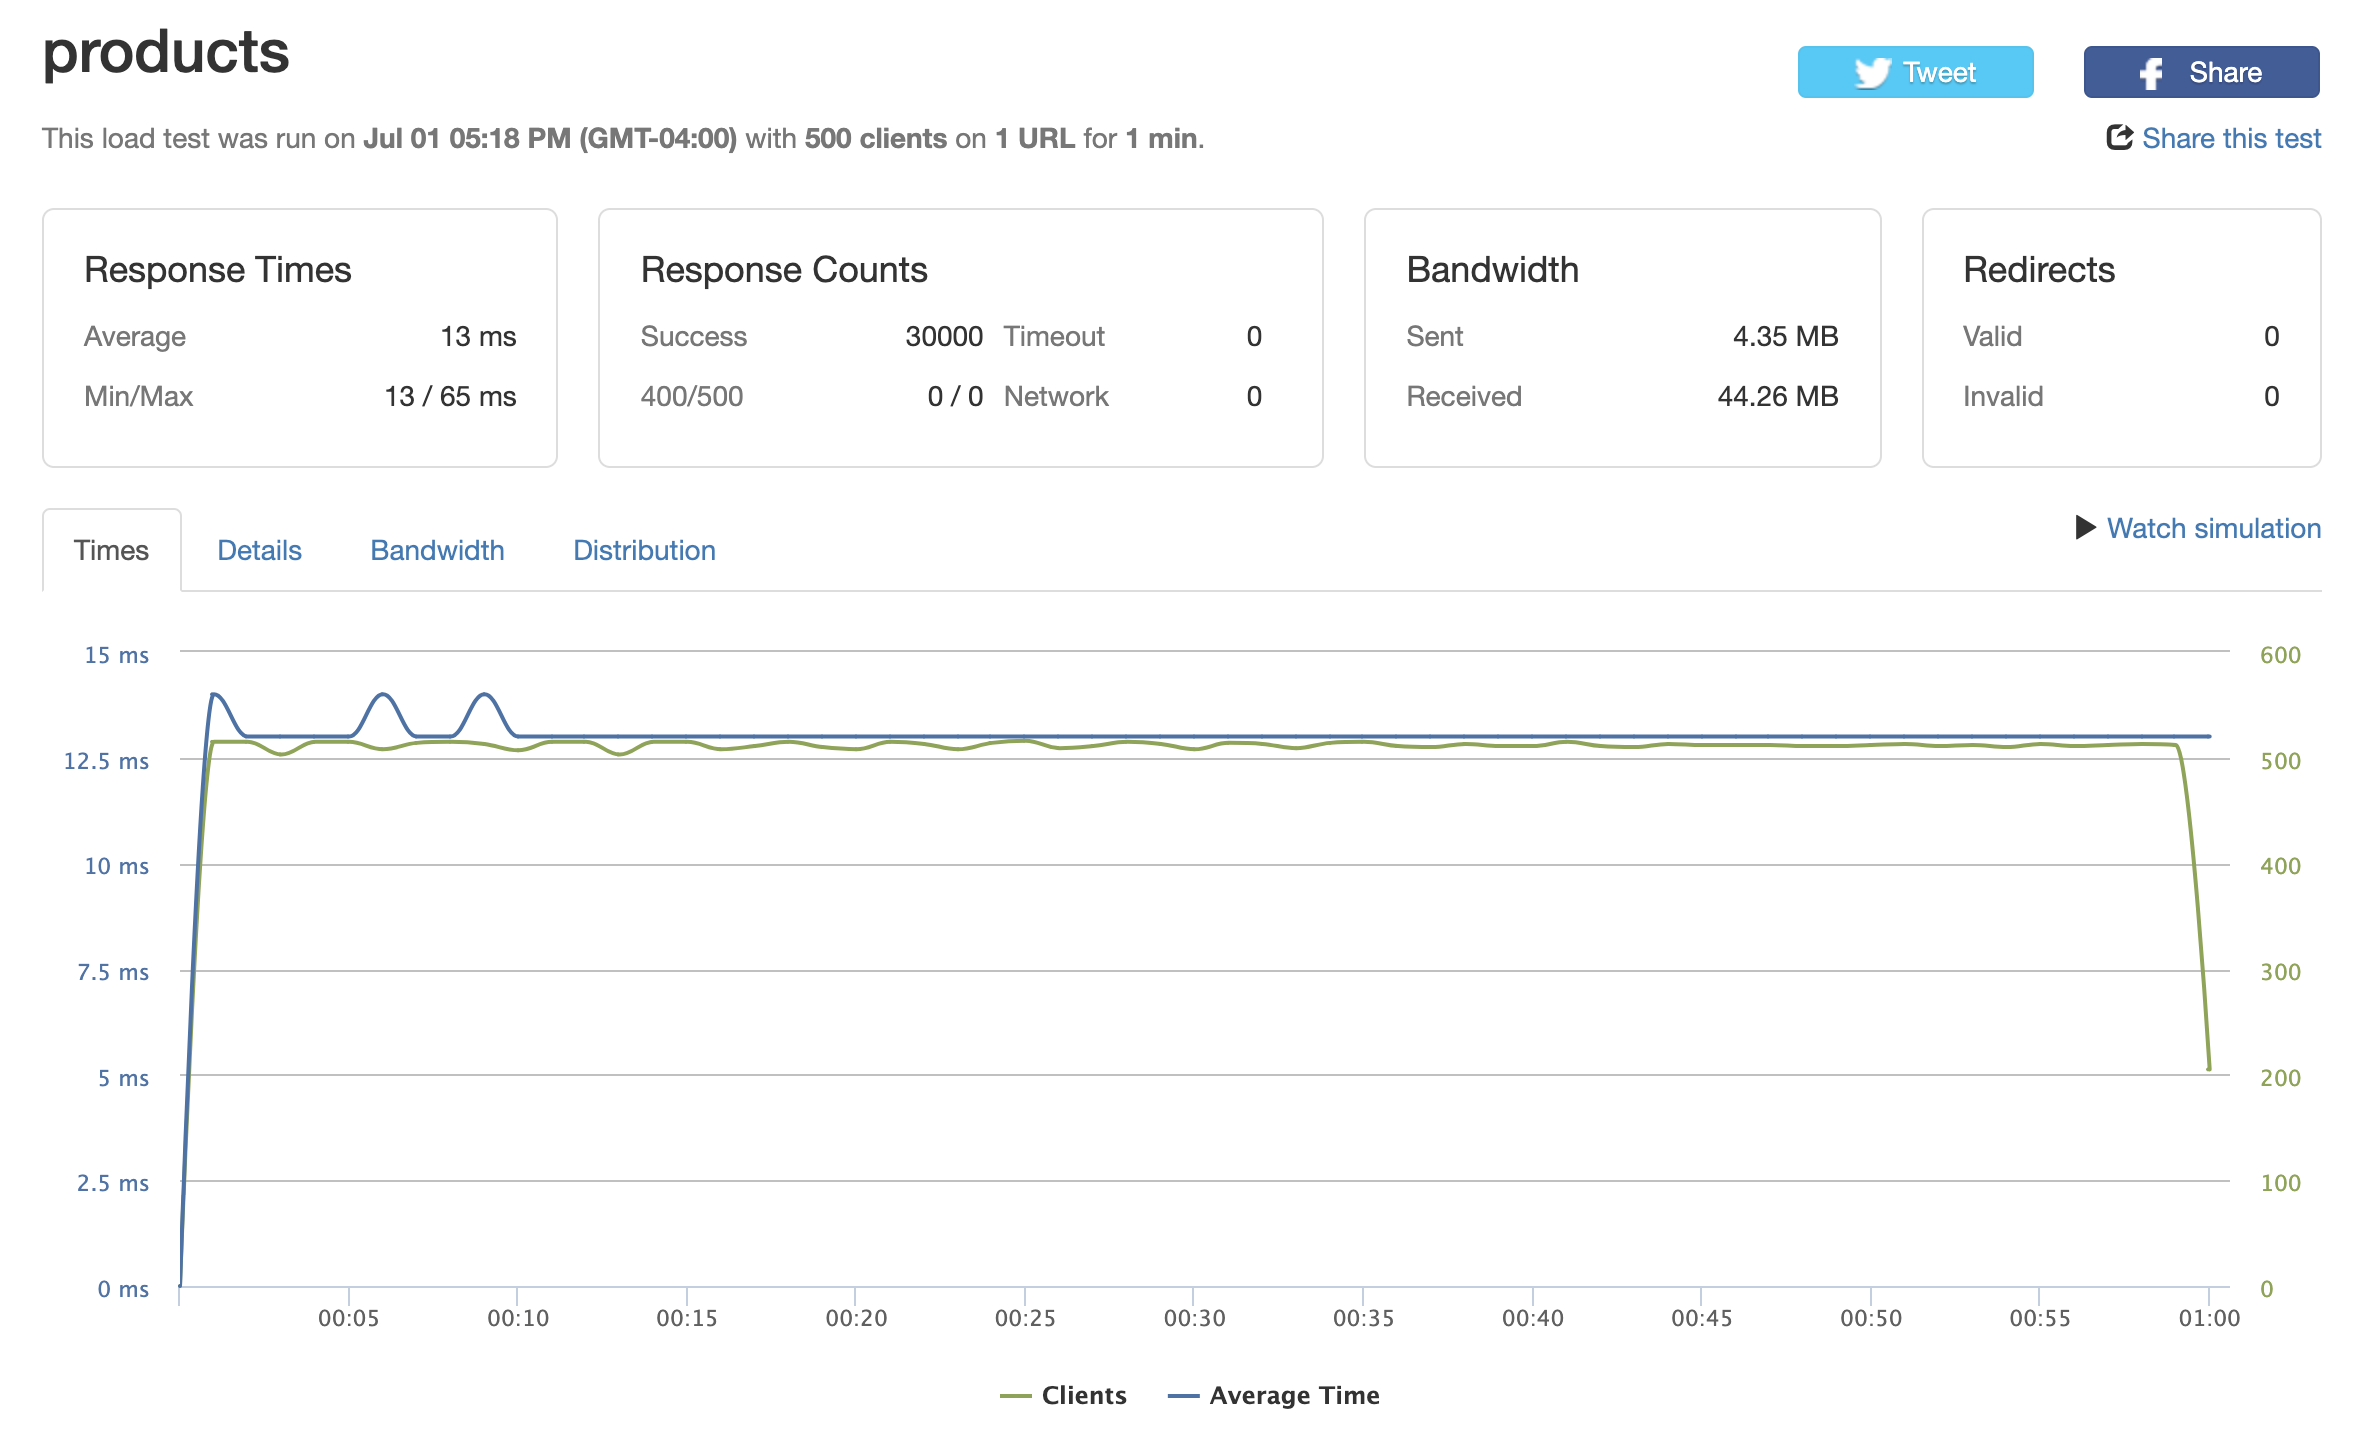 products
Tweet
Share
This load test was run on Jul 01 05:18 PM (GMT-04:00) with 500 clients on 1 URL for 1 min.
Share this test
Response Times
Average 13 ms
Min/Max 13 / 65 ms
Response Counts
Success 30000 Timeout 0
400/500 0 / 0 Network 0
Bandwidth
Sent 4.35 MB
Received 44.26 MB
Redirects
Valid 0
Invalid 0
Times Details Bandwidth Distribution
Watch simulation
15 ms 600
12.5 ms 500
10 ms 400
7.5 ms 300
5 ms 200
2.5 ms 100
0 ms 0
00:05 00:10 00:15 00:20 00:25 00:30 00:35 00:40 00:45 00:50 00:55 01:00
Clients Average Time